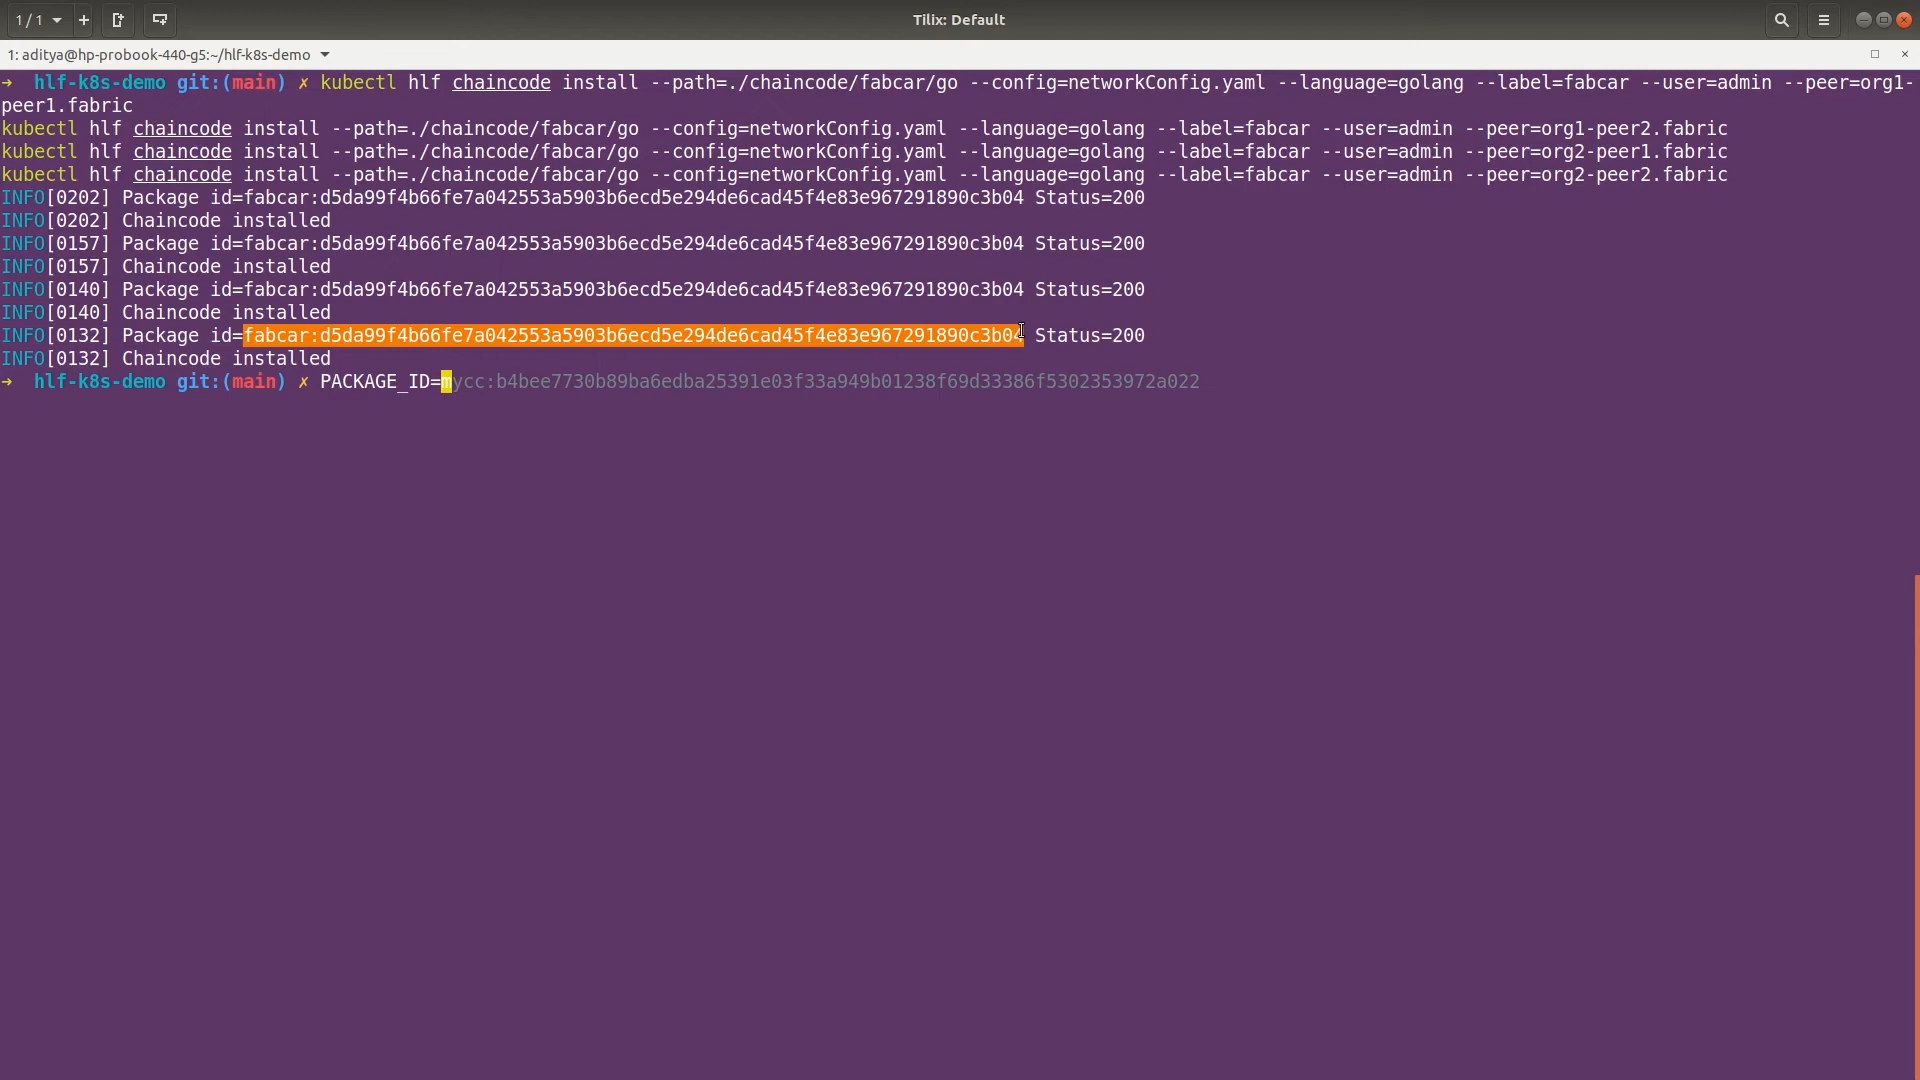 1 / 1
Tilix: Default
1: aditya@hp-probook-440-g5:~/hlf-k8s-demo
➜  hlf-k8s-demo git:(main) ✗ kubectl hlf chaincode install --path=./chaincode/fabcar/go --config=networkConfig.yaml --language=golang --label=fabcar --user=admin --peer=org1-
peer1.fabric
kubectl hlf chaincode install --path=./chaincode/fabcar/go --config=networkConfig.yaml --language=golang --label=fabcar --user=admin --peer=org1-peer2.fabric
kubectl hlf chaincode install --path=./chaincode/fabcar/go --config=networkConfig.yaml --language=golang --label=fabcar --user=admin --peer=org2-peer1.fabric
kubectl hlf chaincode install --path=./chaincode/fabcar/go --config=networkConfig.yaml --language=golang --label=fabcar --user=admin --peer=org2-peer2.fabric
INFO[0202] Package id=fabcar:d5da99f4b66fe7a042553a5903b6ecd5e294de6cad45f4e83e967291890c3b04 Status=200
INFO[0202] Chaincode installed
INFO[0157] Package id=fabcar:d5da99f4b66fe7a042553a5903b6ecd5e294de6cad45f4e83e967291890c3b04 Status=200
INFO[0157] Chaincode installed
INFO[0140] Package id=fabcar:d5da99f4b66fe7a042553a5903b6ecd5e294de6cad45f4e83e967291890c3b04 Status=200
INFO[0140] Chaincode installed
INFO[0132] Package id=fabcar:d5da99f4b66fe7a042553a5903b6ecd5e294de6cad45f4e83e967291890c3b04 Status=200
INFO[0132] Chaincode installed
➜  hlf-k8s-demo git:(main) ✗ PACKAGE_ID=mycc:b4bee7730b89ba6edba25391e03f33a949b01238f69d33386f5302353972a022